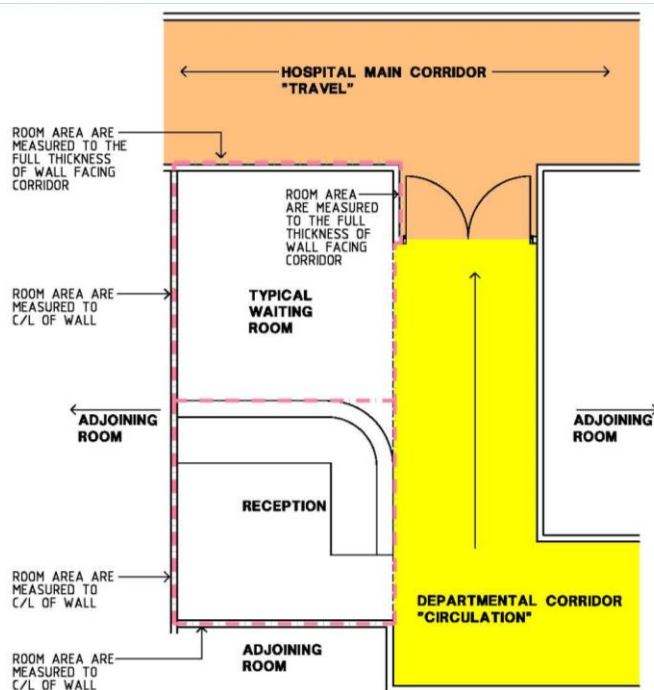 HOSPITAL MAIN CORRIDOR
"TRAVEL"
ROOM AREA ARE
MEASURED TO THE
FULL THICKNESS
OF WALL FACING
CORRIDOR
ROOM AREA
ARE MEASURED
TO THE FULL
THICKNESS OF
WALL FACING
CORRIDOR
ROOM AREA ARE
MEASURED TO
C/L OF WALL
TYPICAL
WAITING
ROOM
ADJOINING
ROOM
ADJOINING
ROOM
RECEPTION
ROOM AREA ARE
MEASURED TO
C/L OF WALL
DEPARTMENTAL CORRIDOR
"CIRCULATION"
ADJOINING
ROOM
ROOM AREA ARE
MEASURED TO
C/L OF WALL